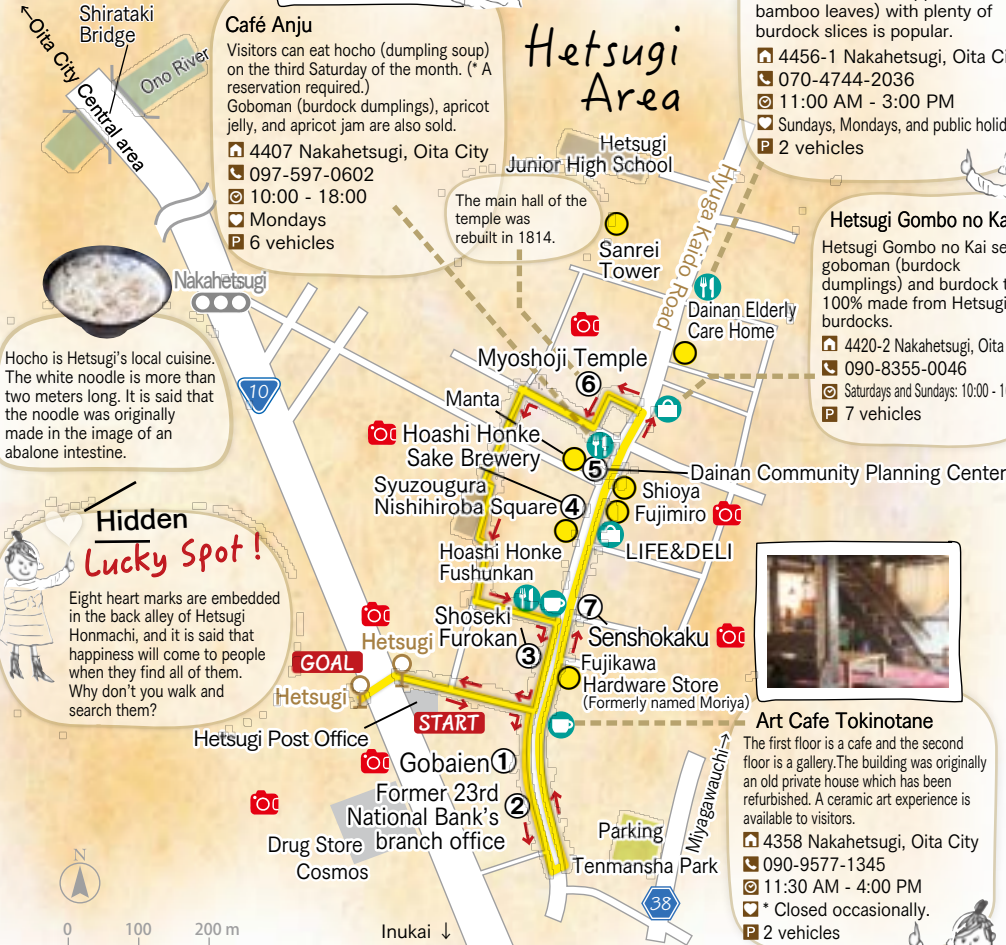 Shirataki
Bridge
Oita City
Central area
Ono River
Café Anju
Visitors can eat hocho (dumpling soup)
on the third Saturday of the month. (* A
reservation required.)
Goboman (burdock dumplings), apricot
jelly, and apricot jam are also sold.
4407 Nakahetsugi, Oita City
097-597-0602
10:00 - 18:00
Mondays
P 6 vehicles
Hetsugi
Area
bamboo leaves) with plenty of
burdock slices is popular.
4456-1 Nakahetsugi, Oita Ci
070-4744-2036
11:00 AM - 3:00 PM
Sundays, Mondays, and public holid
P 2 vehicles
Hetsugi
Junior High School
The main hall of the
temple was
rebuilt in 1814.
Sanrei
Tower
Hyuga Kaido Road
Hetsugi Gombo no Ka
Hetsugi Gombo no Kai se
goboman (burdock
dumplings) and burdock t
100% made from Hetsugi
burdocks.
4420-2 Nakahetsugi, Oita
090-8355-0046
Saturdays and Sundays: 10:00 - 1
P 7 vehicles
Nakahetsugi
Hocho is Hetsugi's local cuisine.
The white noodle is more than
two meters long. It is said that
the noodle was originally
made in the image of an
abalone intestine.
10
Dainan Elderly
Care Home
Myoshoji Temple
⑥
Manta
Hoashi Honke
Sake Brewery
⑤
Dainan Community Planning Center
Syuzougura
Nishihiroba Square
④
Shioya
Fujimiro
Hoashi Honke
Fushunkan
LIFE&DELI
Hidden
Lucky Spot!
Eight heart marks are embedded
in the back alley of Hetsugi
Honmachi, and it is said that
happiness will come to people
when they find all of them.
Why don't you walk and
search them?
Shoseki
Furokan
③
⑦
Senshokaku
Fujikawa
Hardware Store
(Formerly named Moriya)
Hetsugi
GOAL
Hetsugi
START
Hetsugi Post Office
Gobaien ①
Former 23rd
National Bank's
branch office
②
Drug Store
Cosmos
Parking
Tenmansha Park
Miyagawauchi→
38
Art Cafe Tokinotane
The first floor is a cafe and the second
floor is a gallery.The building was originally
an old private house which has been
refurbished. A ceramic art experience is
available to visitors.
4358 Nakahetsugi, Oita City
090-9577-1345
11:30 AM - 4:00 PM
* Closed occasionally.
P 2 vehicles
N
0 100 200 m
Inukai ↓